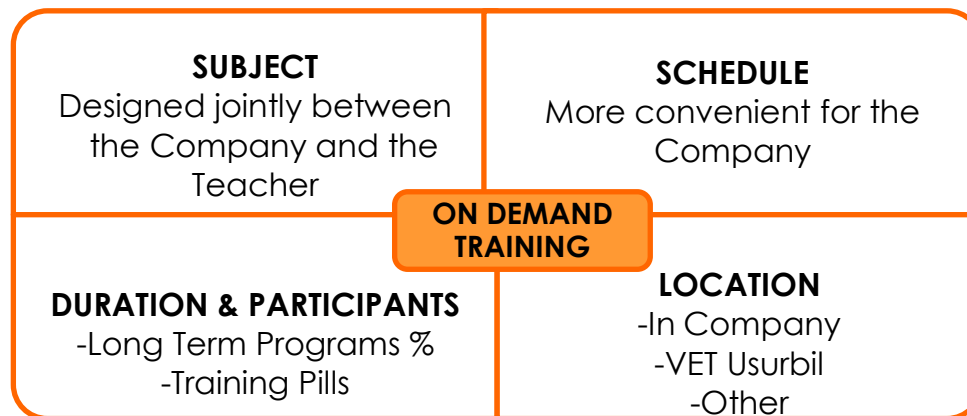 SUBJECT
Designed jointly between
the Company and the
Teacher
SCHEDULE
More convenient for the
Company
ON DEMAND
TRAINING
DURATION & PARTICIPANTS
-Long Term Programs %
-Training Pills
LOCATION
-In Company
-VET Usurbil
-Other